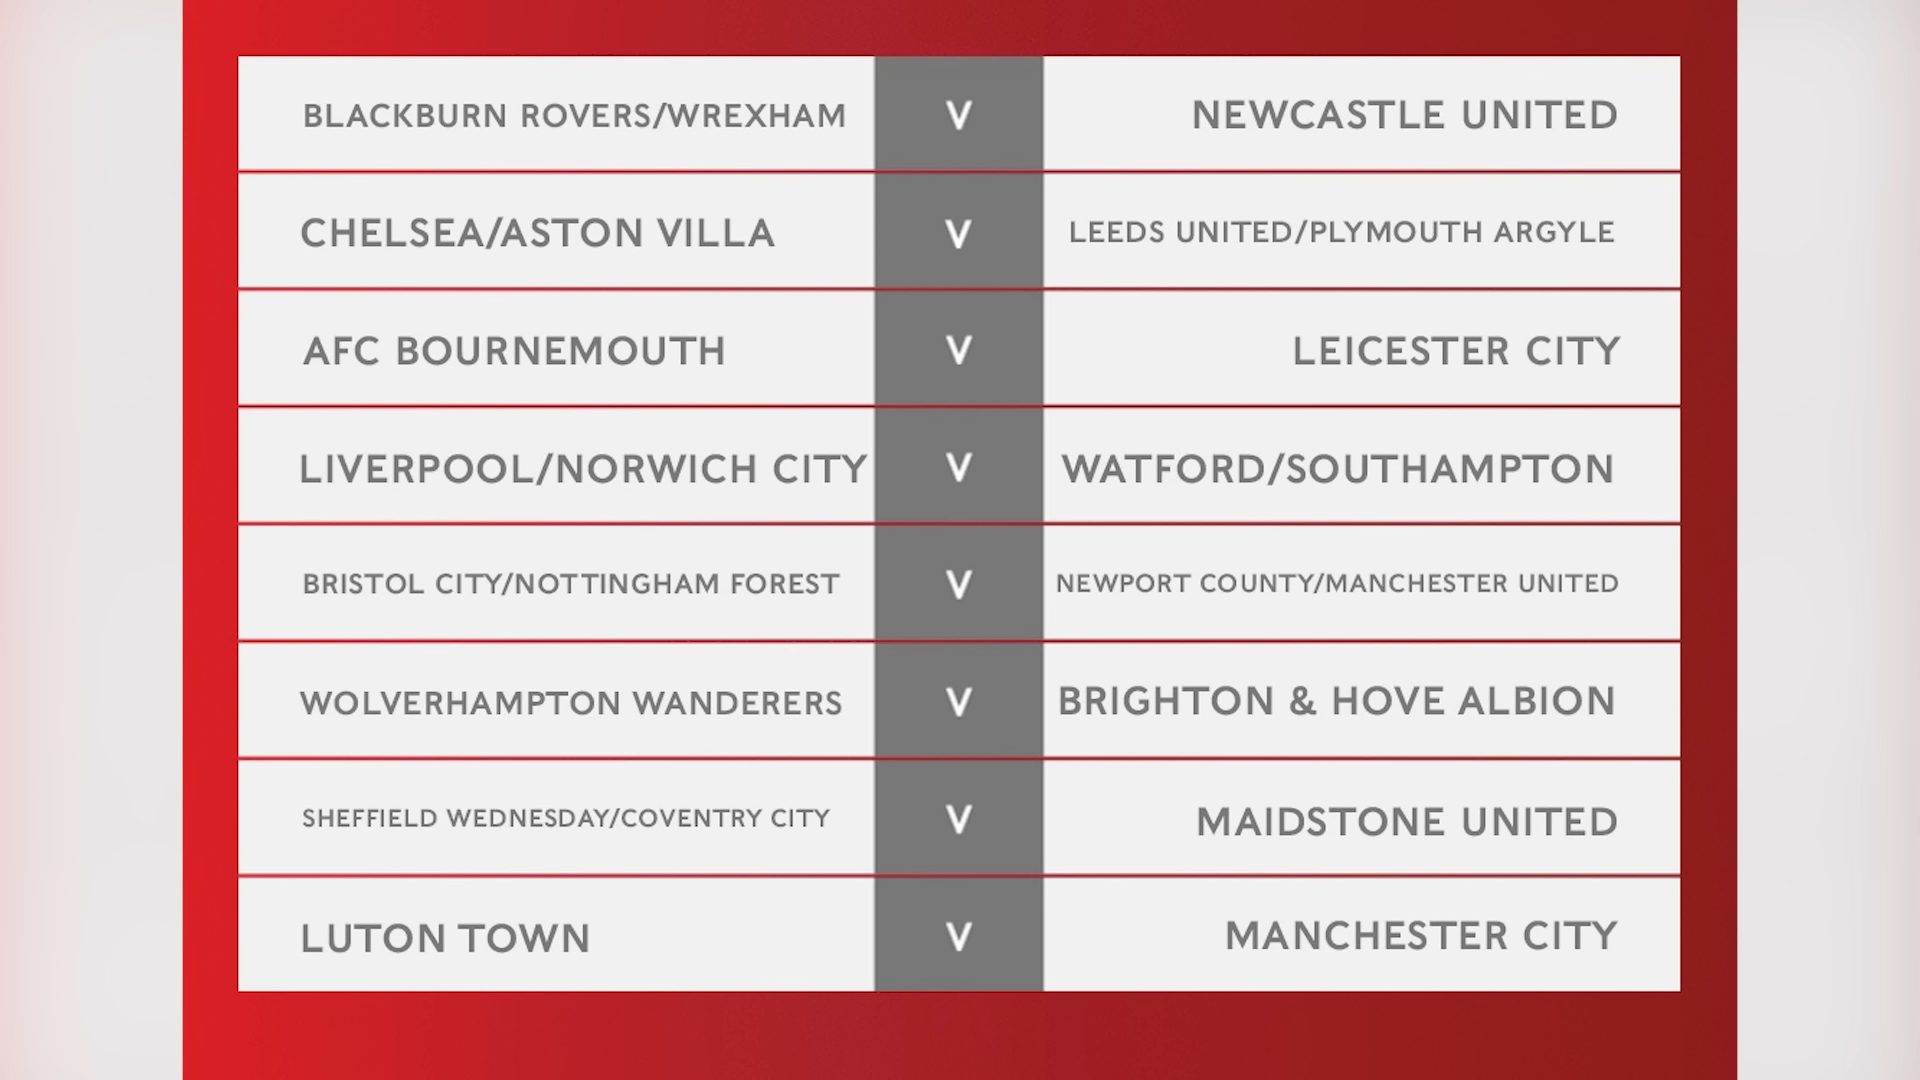 BLACKBURN ROVERS/WREXHAM V NEWCASTLE UNITED
CHELSEA/ASTON VILLA V LEEDS UNITED/PLYMOUTH ARGYLE
AFC BOURNEMOUTH V LEICESTER CITY
LIVERPOOL/NORWICH CITY V WATFORD/SOUTHAMPTON
BRISTOL CITY/NOTTINGHAM FOREST V NEWPORT COUNTY/MANCHESTER UNITED
WOLVERHAMPTON WANDERERS V BRIGHTON & HOVE ALBION
SHEFFIELD WEDNESDAY/COVENTRY CITY V MAIDSTONE UNITED
LUTON TOWN V MANCHESTER CITY